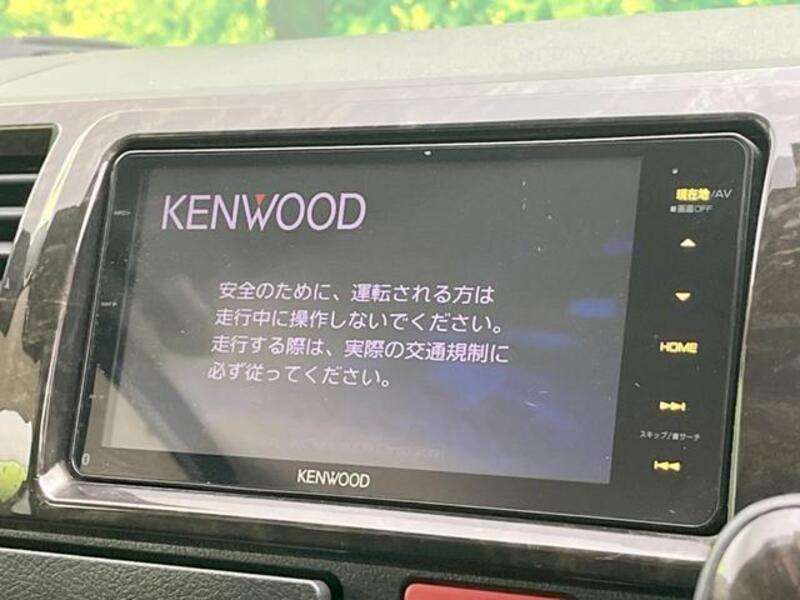 KENWOOD
安全のために、運転される方は
走行中に操作しないでください。
走行する際は、実際の交通規制に
必ず従ってください。
KENWOOD
現在地/AV
■画面OFF
HOME
スキップ/■サーチ